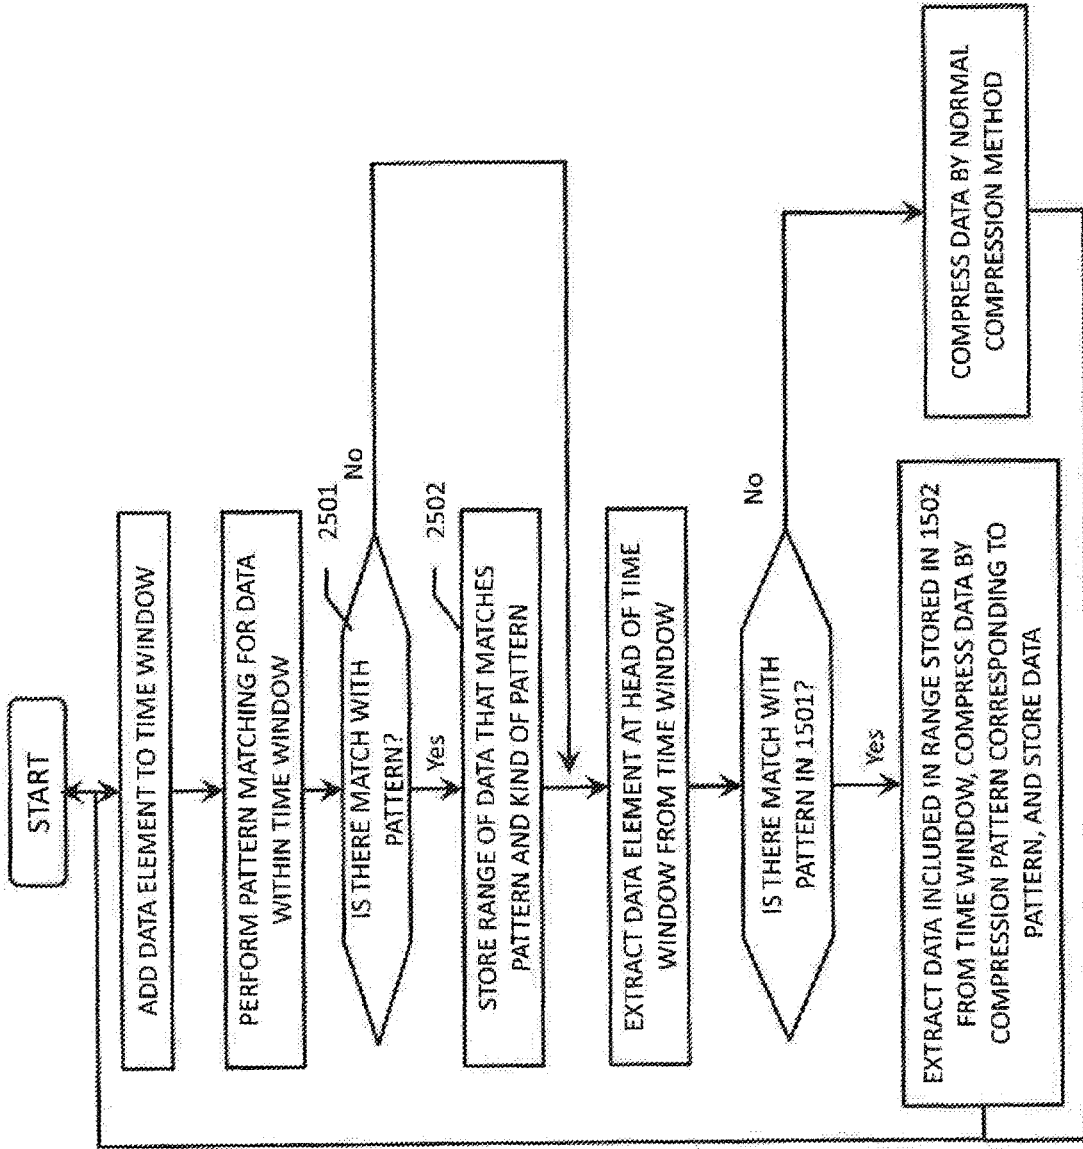 START
ADD DATA ELEMENT TO TIME WINDOW
PERFORM PATTERN MATCHING FOR DATA
WITHIN TIME WINDOW
2501
IS THERE MATCH WITH
PATTERN?
No
Yes
2502
STORE RANGE OF DATA THAT MATCHES
PATTERN AND KIND OF PATTERN
EXTRACT DATA ELEMENT AT HEAD OF TIME
WINDOW FROM TIME WINDOW
IS THERE MATCH WITH
PATTERN IN 1501?
No
Yes
EXTRACT DATA INCLUDED IN RANGE STORED IN 1502
FROM TIME WINDOW, COMPRESS DATA BY
COMPRESSION PATTERN CORRESPONDING TO
PATTERN, AND STORE DATA
COMPRESS DATA BY NORMAL
COMPRESSION METHOD